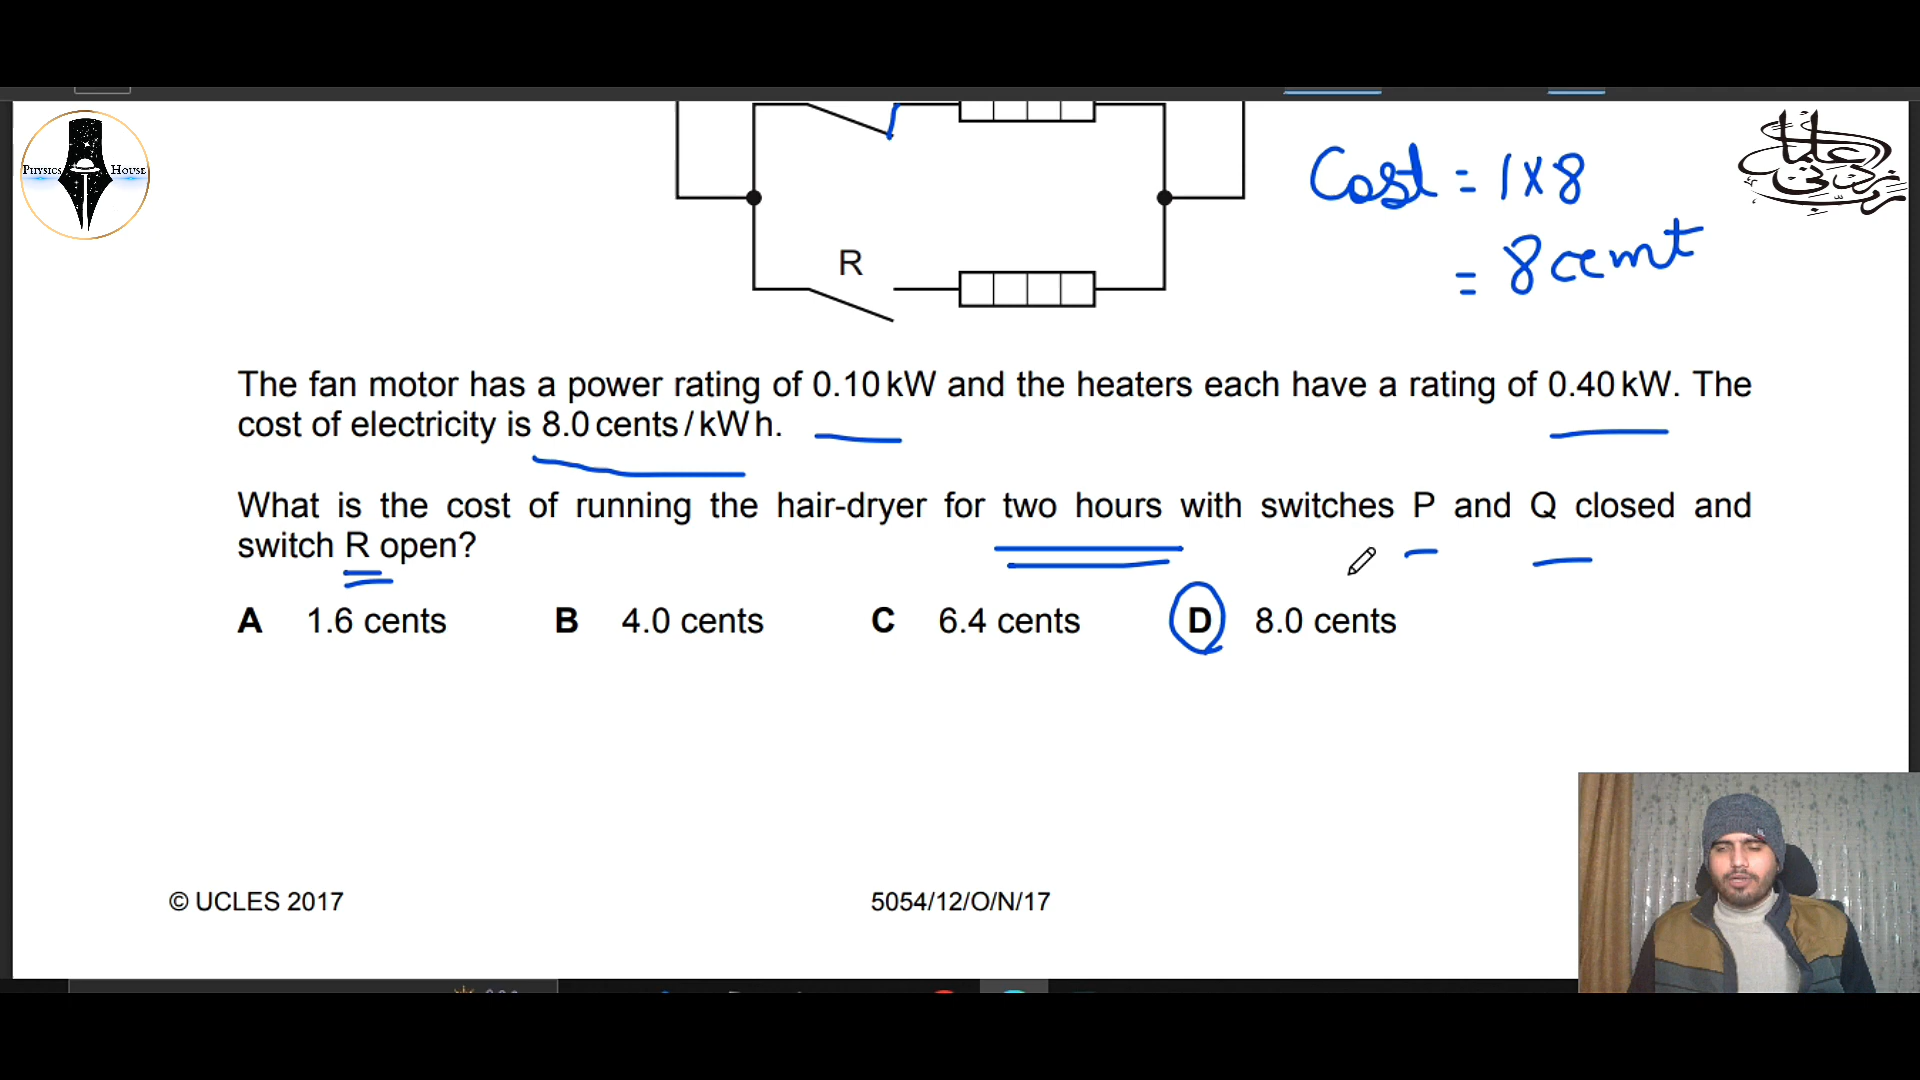 PHYSICS HOUSE
Cost = 1 x 8
= 8 cemt
R
The fan motor has a power rating of 0.10 kW and the heaters each have a rating of 0.40 kW. The
cost of electricity is 8.0 cents / kW h.
What is the cost of running the hair-dryer for two hours with switches P and Q closed and
switch R open?
A 1.6 cents B 4.0 cents C 6.4 cents D 8.0 cents
© UCLES 2017 5054/12/O/N/17